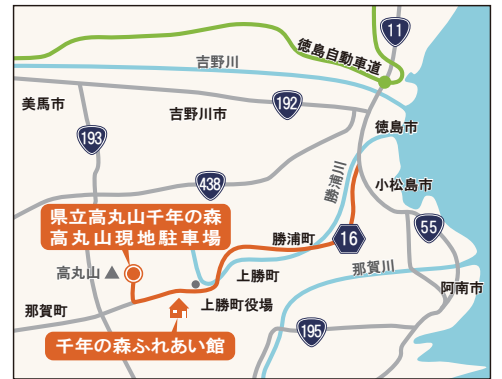 11
徳島自動車道
吉野川
美馬市
192
吉野川市
193
徳島市
438
勝浦川
小松島市
県立高丸山千年の森
高丸山現地駐車場
勝浦町
16
55
高丸山
上勝町
那賀川
阿南市
那賀町
上勝町役場
195
千年の森ふれあい館